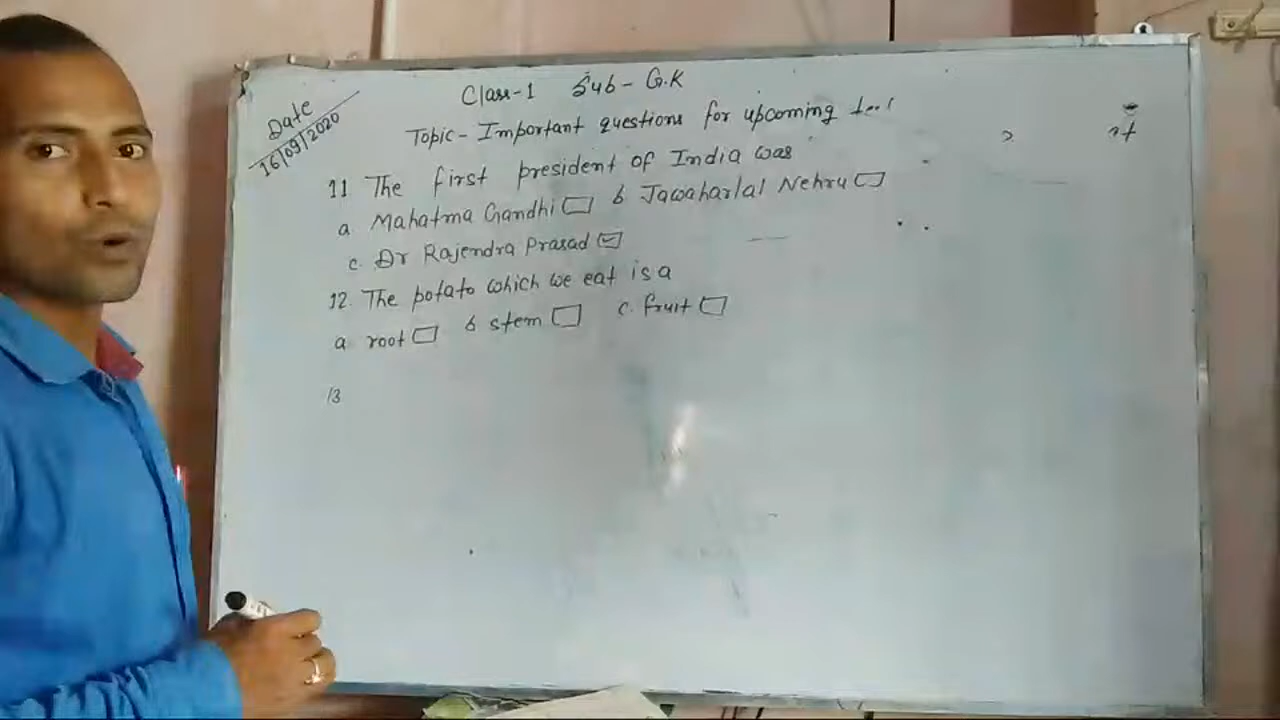 Date
16/09/2020
Class-1 Sub- G.K
Topic- Important questions for upcoming
11 The first president of India was
a Mahatma Gandhi b Jawaharlal Nehru
c. Dr Rajendra Prasad
12. The potato which we eat is a
a root b stem c. fruit
13